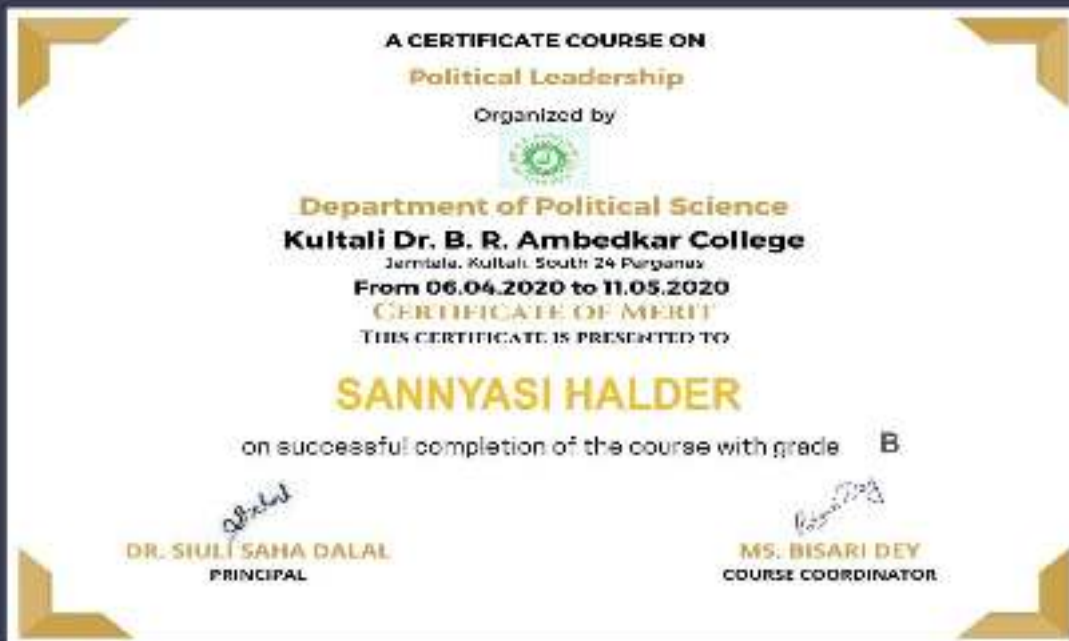 A CERTIFICATE COURSE ON
Political Leadership
Organized by
Department of Political Science
Kultali Dr. B. R. Ambedkar College
Jamtala, Kultali, South 24 Parganas
From 06.04.2020 to 11.05.2020
CERTIFICATE OF MERIT
THIS CERTIFICATE IS PRESENTED TO
SANNYASI HALDER
on successful completion of the course with grade B
DR. SIULI SAHA DALAL
PRINCIPAL
MS. BISARI DEY
COURSE COORDINATOR